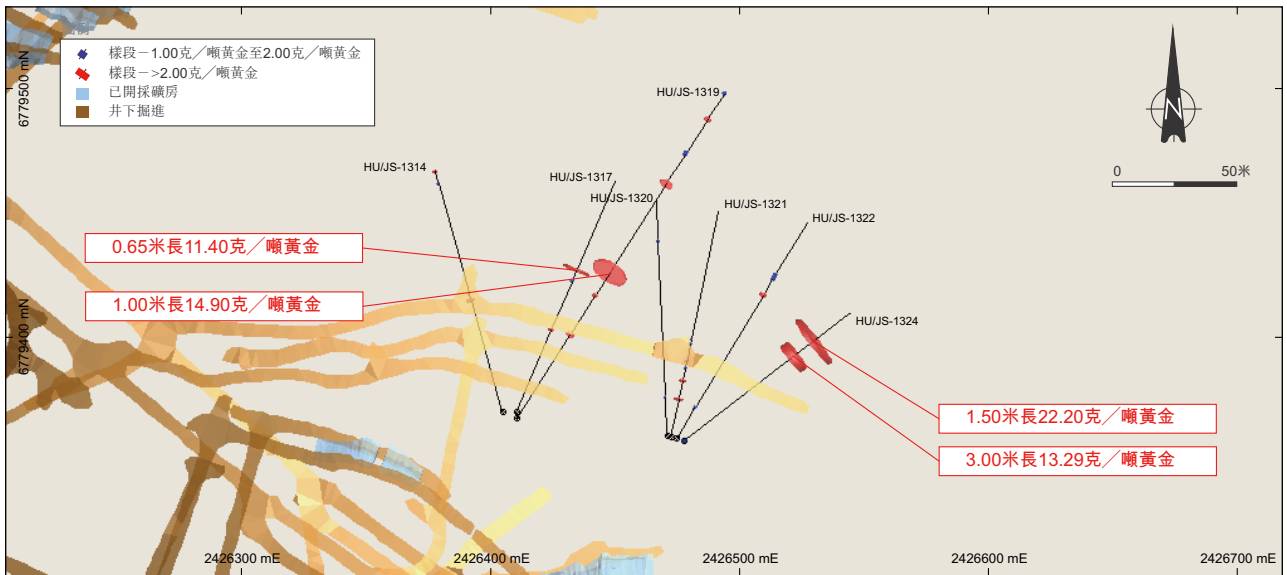 樣段－1.00克／噸黃金至2.00克／噸黃金
樣段－>2.00克／噸黃金
已開採礦房
井下掘進
6779500 mN
6779400 mN
HU/JS-1319
HU/JS-1314
HU/JS-1317
HU/JS-1320
HU/JS-1321
HU/JS-1322
HU/JS-1324
N
0 50米
0.65米長11.40克／噸黃金
1.00米長14.90克／噸黃金
1.50米長22.20克／噸黃金
3.00米長13.29克／噸黃金
2426300 mE
2426400 mE
2426500 mE
2426600 mE
2426700 mE